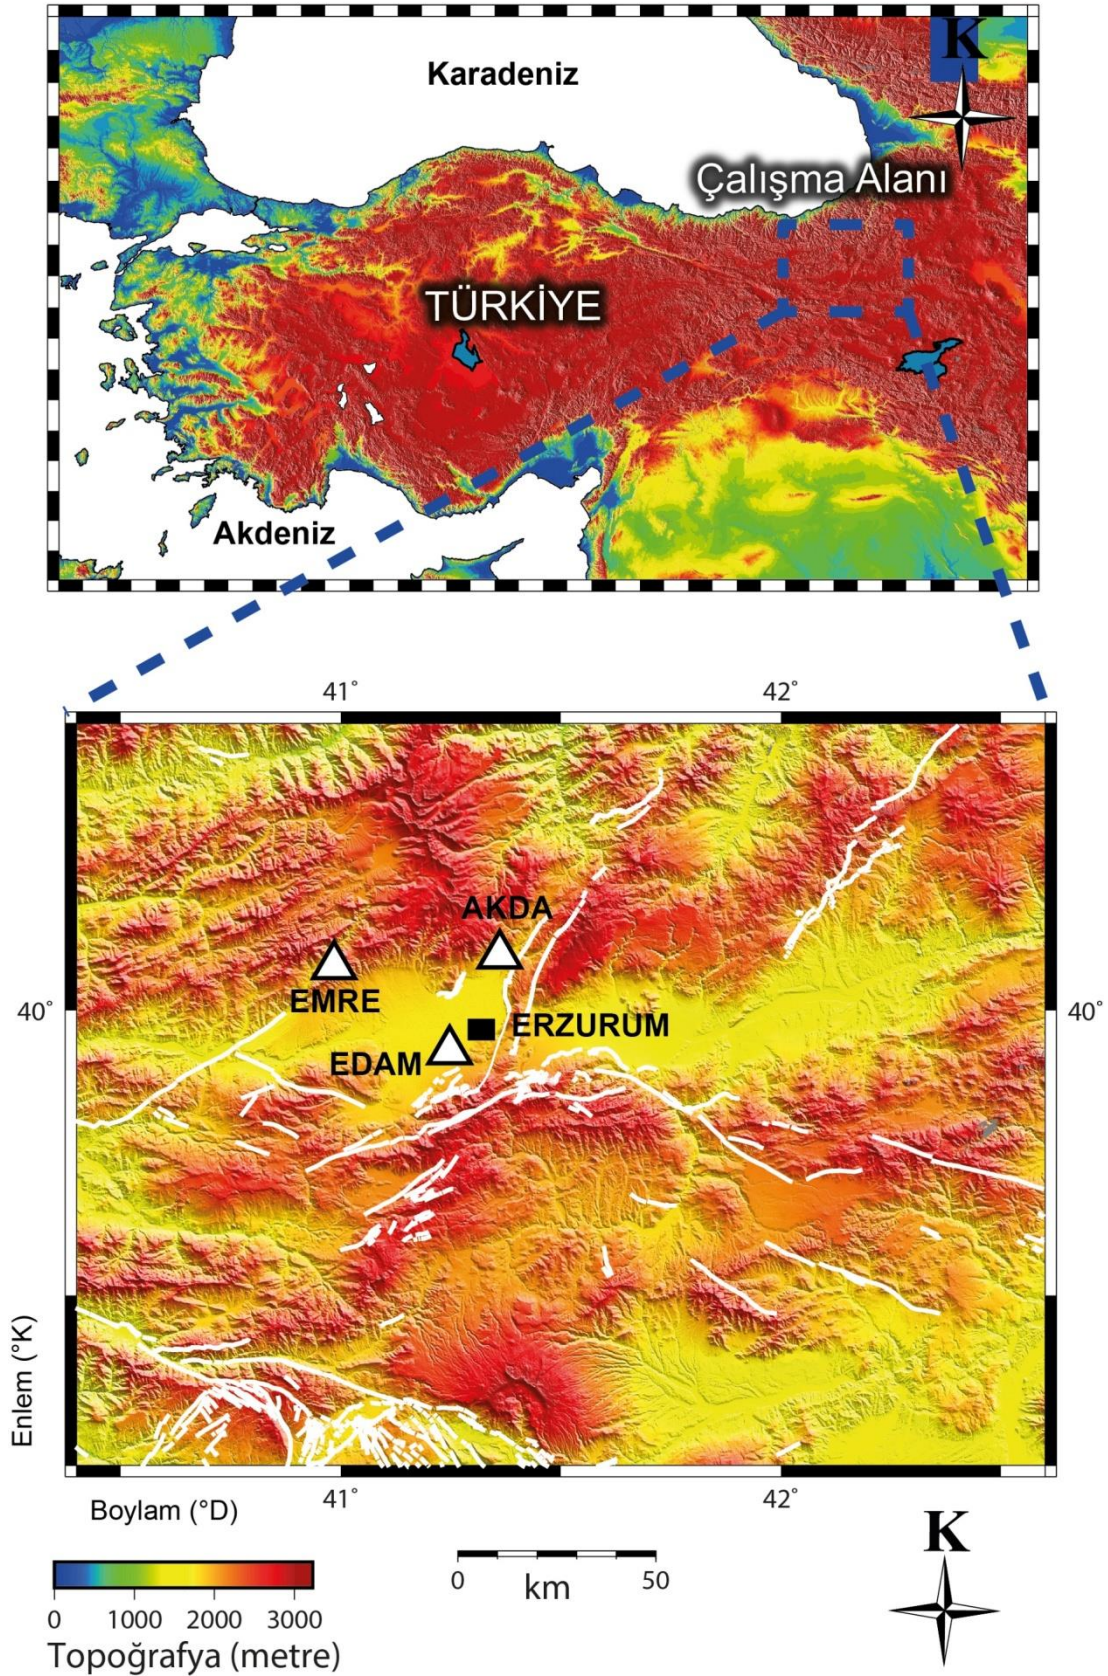 K
Karadeniz
Çalışma Alanı
TÜRKİYE
Akdeniz
41°
42°
AKDA
EMRE
40°
40°
ERZURUM
EDAM
Enlem (°K)
41°
42°
Boylam (°D)
K
0
50
km
0
1000
2000
3000
Topoğrafya (metre)